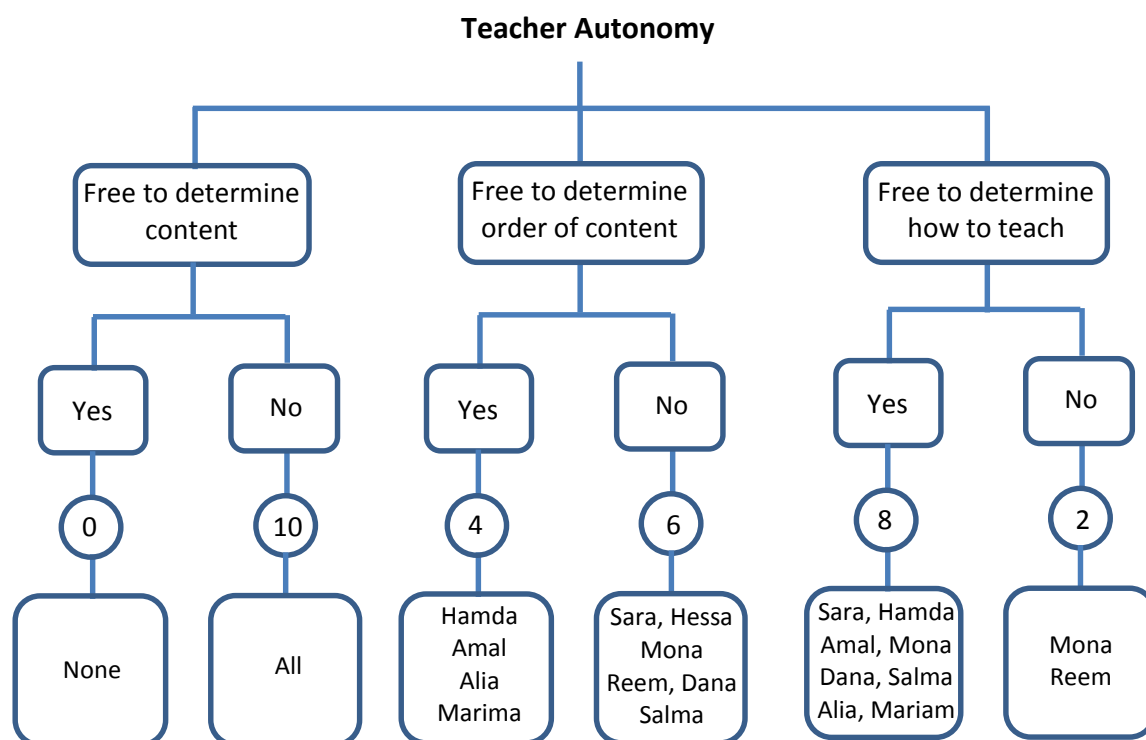 Teacher Autonomy
Free to determine
content
Free to determine
order of content
Free to determine
how to teach
Yes
No
Yes
No
Yes
No
0
10
4
6
8
2
None
All
Hamda
Amal
Alia
Marima
Sara, Hessa
Mona
Reem, Dana
Salma
Sara, Hamda
Amal, Mona
Dana, Salma
Alia, Mariam
Mona
Reem